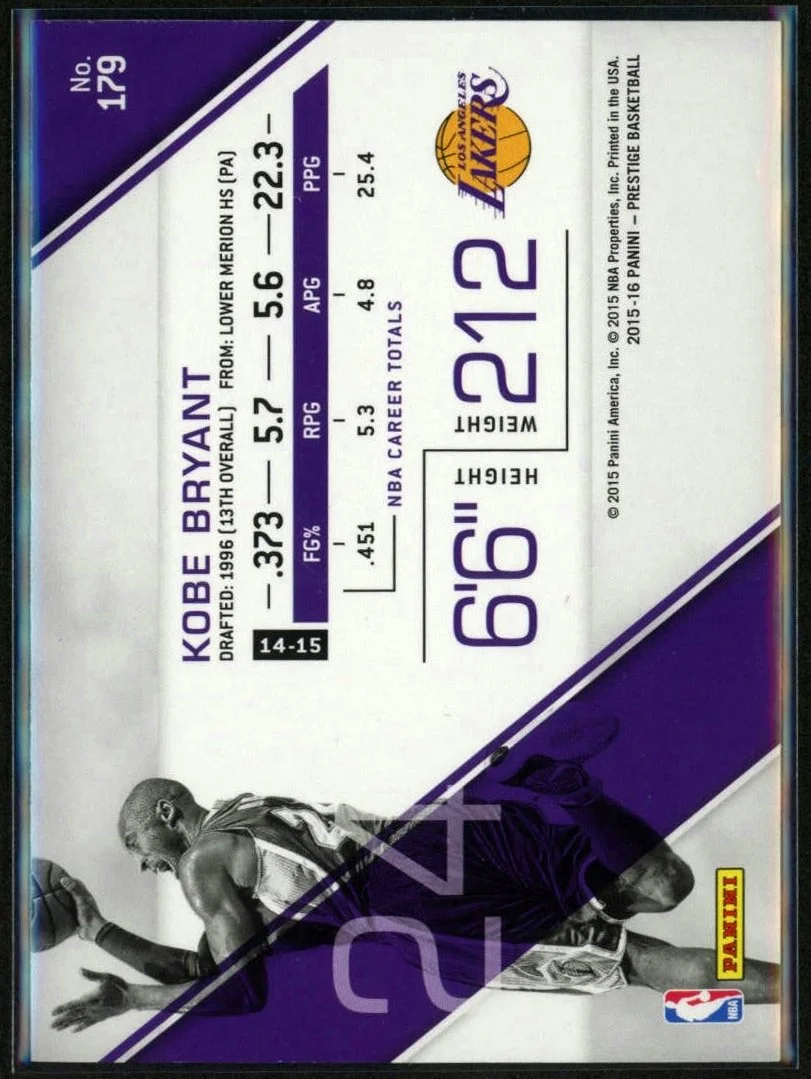 No.
179
KOBE BRYANT
DRAFTED: 1996 (13TH OVERALL) FROM: LOWER MERION HS (PA)
14-15 .373 5.7 5.6 22.3
FG% RPG APG PPG
.451 5.3 4.8 25.4
NBA CAREER TOTALS
6'6" HEIGHT WEIGHT 212
LOS ANGELES
LAKERS
© 2015 Panini America, Inc. © 2015 NBA Properties, Inc. Printed in the USA.
2015-16 PANINI – PRESTIGE BASKETBALL
24
PANINI
NBA